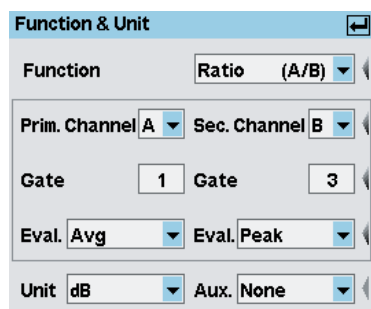 Function & Unit
Function Ratio (A/B)
Prim. Channel A Sec. Channel B
Gate 1 Gate 3
Eval. Avg Eval. Peak
Unit dB Aux. None